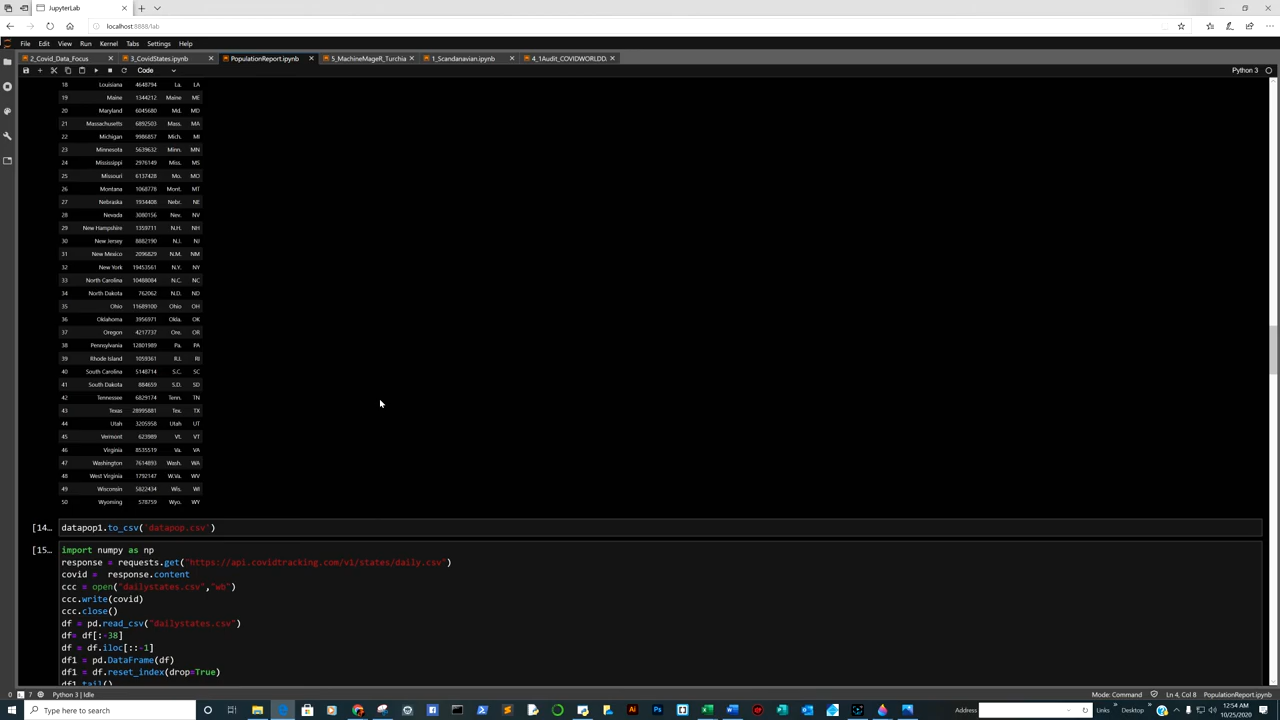 JupyterLab
localhost:8888/lab
File Edit View Run Kernel Tabs Settings Help
2_Covid_Data_Focus 3_CovidStates.ipynb PopulationReport.ipynb 5_MachineMageR_Turchia 1_Scandanavian.ipynb 4_1Audit_COVIDWORLDD.
Code Python 3
18 Louisiana 4648794 La. LA
19 Maine 1344212 Maine ME
20 Maryland 6045680 Md. MD
21 Massachusetts 6892503 Mass. MA
22 Michigan 9986857 Mich. MI
23 Minnesota 5639632 Minn. MN
24 Mississippi 2976149 Miss. MS
25 Missouri 6137428 Mo. MO
26 Montana 1068778 Mont. MT
27 Nebraska 1934408 Nebr. NE
28 Nevada 3080156 Nev. NV
29 New Hampshire 1359711 N.H. NH
30 New Jersey 8882190 N.J. NJ
31 New Mexico 2096829 N.M. NM
32 New York 19453561 N.Y. NY
33 North Carolina 10488084 N.C. NC
34 North Dakota 762062 N.D. ND
35 Ohio 11689100 Ohio OH
36 Oklahoma 3956971 Okla. OK
37 Oregon 4217737 Ore. OR
38 Pennsylvania 12801989 Pa. PA
39 Rhode Island 1059361 R.I. RI
40 South Carolina 5148714 S.C. SC
41 South Dakota 884659 S.D. SD
42 Tennessee 6829174 Tenn. TN
43 Texas 28995881 Tex. TX
44 Utah 3205958 Utah UT
45 Vermont 623989 Vt. VT
46 Virginia 8535519 Va. VA
47 Washington 7614893 Wash. WA
48 West Virginia 1792147 W.Va. WV
49 Wisconsin 5822434 Wis. WI
50 Wyoming 578759 Wyo. WY
[14… datapop1.to_csv('datapop.csv')
[15… import numpy as np
response = requests.get("https://api.covidtracking.com/v1/states/daily.csv")
covid = response.content
ccc = open("dailystates.csv","wb")
ccc.write(covid)
ccc.close()
df = pd.read_csv("dailystates.csv")
df= df[:-38]
df = df.iloc[::-1]
df1 = pd.DataFrame(df)
df1 = df.reset_index(drop=True)
df1.tail()
0 7 Python 3 | Idle Mode: Command Ln 4, Col 8 PopulationReport.ipynb
Type here to search Address Links Desktop 12:54 AM
10/25/2020